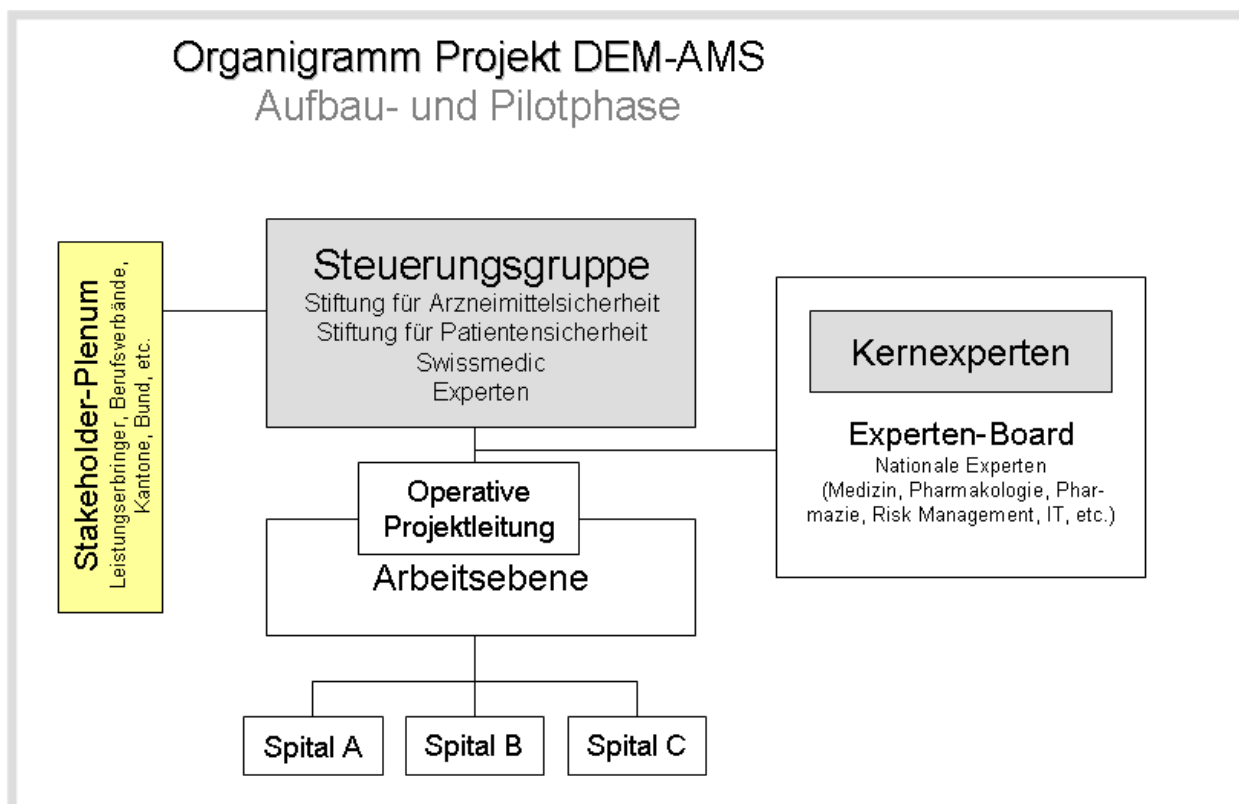 Organigramm Projekt DEM-AMS
Aufbau- und Pilotphase
Stakeholder-Plenum
Leistungserbringer, Berufsverbände,
Kantone, Bund, etc.
Steuerungsgruppe
Stiftung für Arzneimittelsicherheit
Stiftung für Patientensicherheit
Swissmedic
Experten
Kernexperten
Experten-Board
Nationale Experten
(Medizin, Pharmakologie, Phar-
mazie, Risk Management, IT, etc.)
Operative
Projektleitung
Arbeitsebene
Spital A
Spital B
Spital C